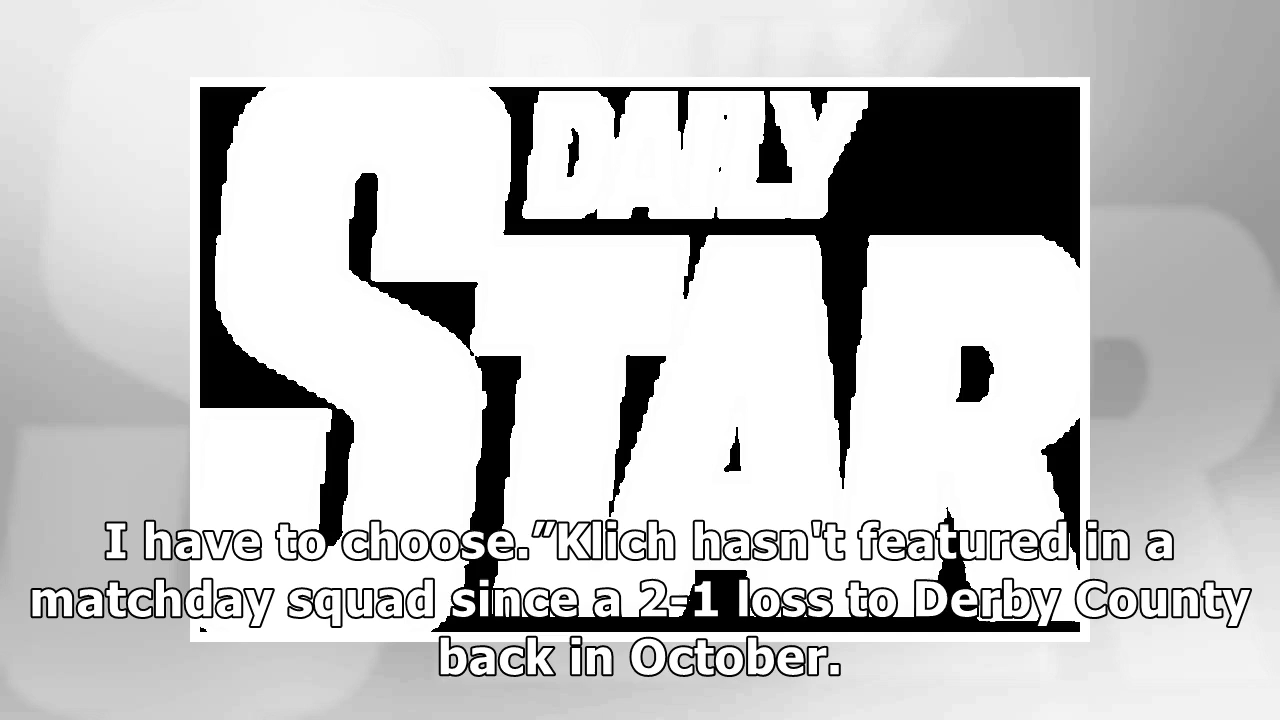 DAILY
STAR
I have to choose.”Klich hasn't featured in a
matchday squad since a 2-1 loss to Derby County
back in October.